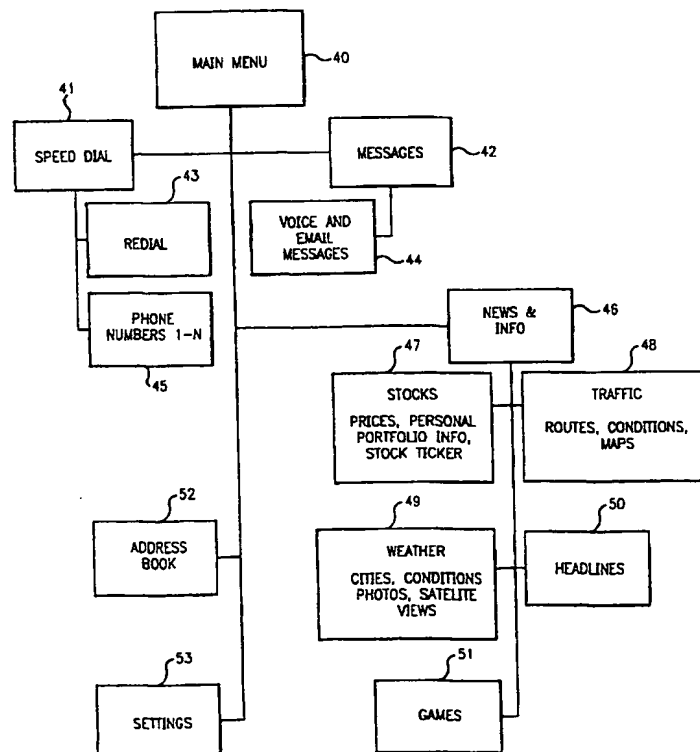 MAIN MENU
40
41
SPEED DIAL
MESSAGES
42
43
REDIAL
VOICE AND
EMAIL
MESSAGES
44
PHONE
NUMBERS 1-N
45
NEWS &
INFO
46
47
STOCKS
PRICES, PERSONAL
PORTFOLIO INFO,
STOCK TICKER
48
TRAFFIC
ROUTES, CONDITIONS,
MAPS
52
ADDRESS
BOOK
49
WEATHER
CITIES, CONDITIONS
PHOTOS, SATELITE
VIEWS
50
HEADLINES
53
SETTINGS
51
GAMES